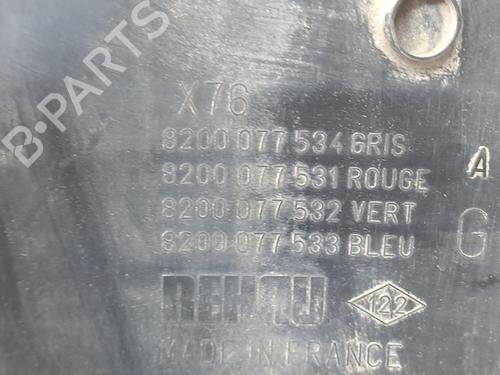 B-PARTS
X76
8200 077 534 GRIS
8200 077 531 ROUGE
8200 077 532 VERT
8200 077 533 BLEU
A
G
REHAU
122
MADE IN FRANCE